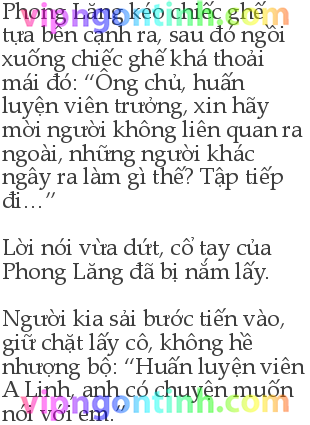 Phong Lăng kéo chiếc ghế
tựa bên cạnh ra, sau đó ngồi
xuống chiếc ghế khá thoải
mái đó: “Ông chủ, huấn
luyện viên trưởng, xin hãy
mời người không liên quan ra
ngoài, những người khác
ngây ra làm gì thế? Tập tiếp
đi...”
Lời nói vừa dứt, cổ tay của
Phong Lăng đã bị nắm lấy.
Người kia sải bước tiến vào,
giữ chặt lấy cô, không hề
nhượng bộ: “Huấn luyện viên
A Linh, anh có chuyện muốn
nói với em.”
vipngontinh.com
vipngontinh.com